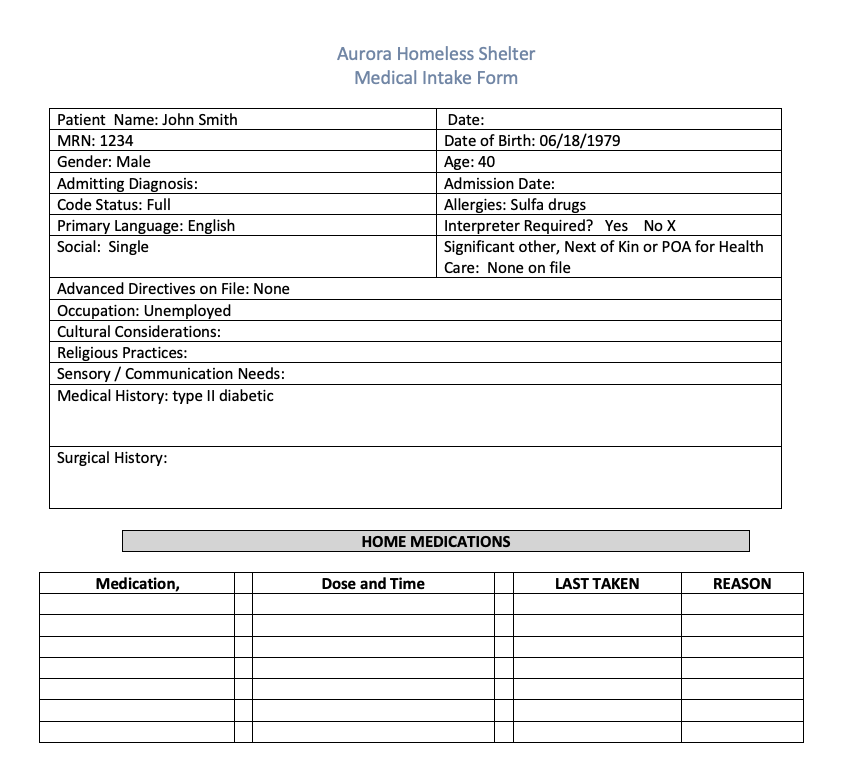 Aurora Homeless Shelter
Medical Intake Form
Patient  Name: John Smith
Date:
MRN: 1234
Date of Birth: 06/18/1979
Gender: Male
Age: 40
Admitting Diagnosis:
Admission Date:
Code Status: Full
Allergies: Sulfa drugs
Primary Language: English
Interpreter Required?   Yes    No X
Social:  Single
Significant other, Next of Kin or POA for Health
Care:  None on file
Advanced Directives on File: None
Occupation: Unemployed
Cultural Considerations:
Religious Practices:
Sensory / Communication Needs:
Medical History: type II diabetic
Surgical History:
HOME MEDICATIONS
Medication,
Dose and Time
LAST TAKEN
REASON